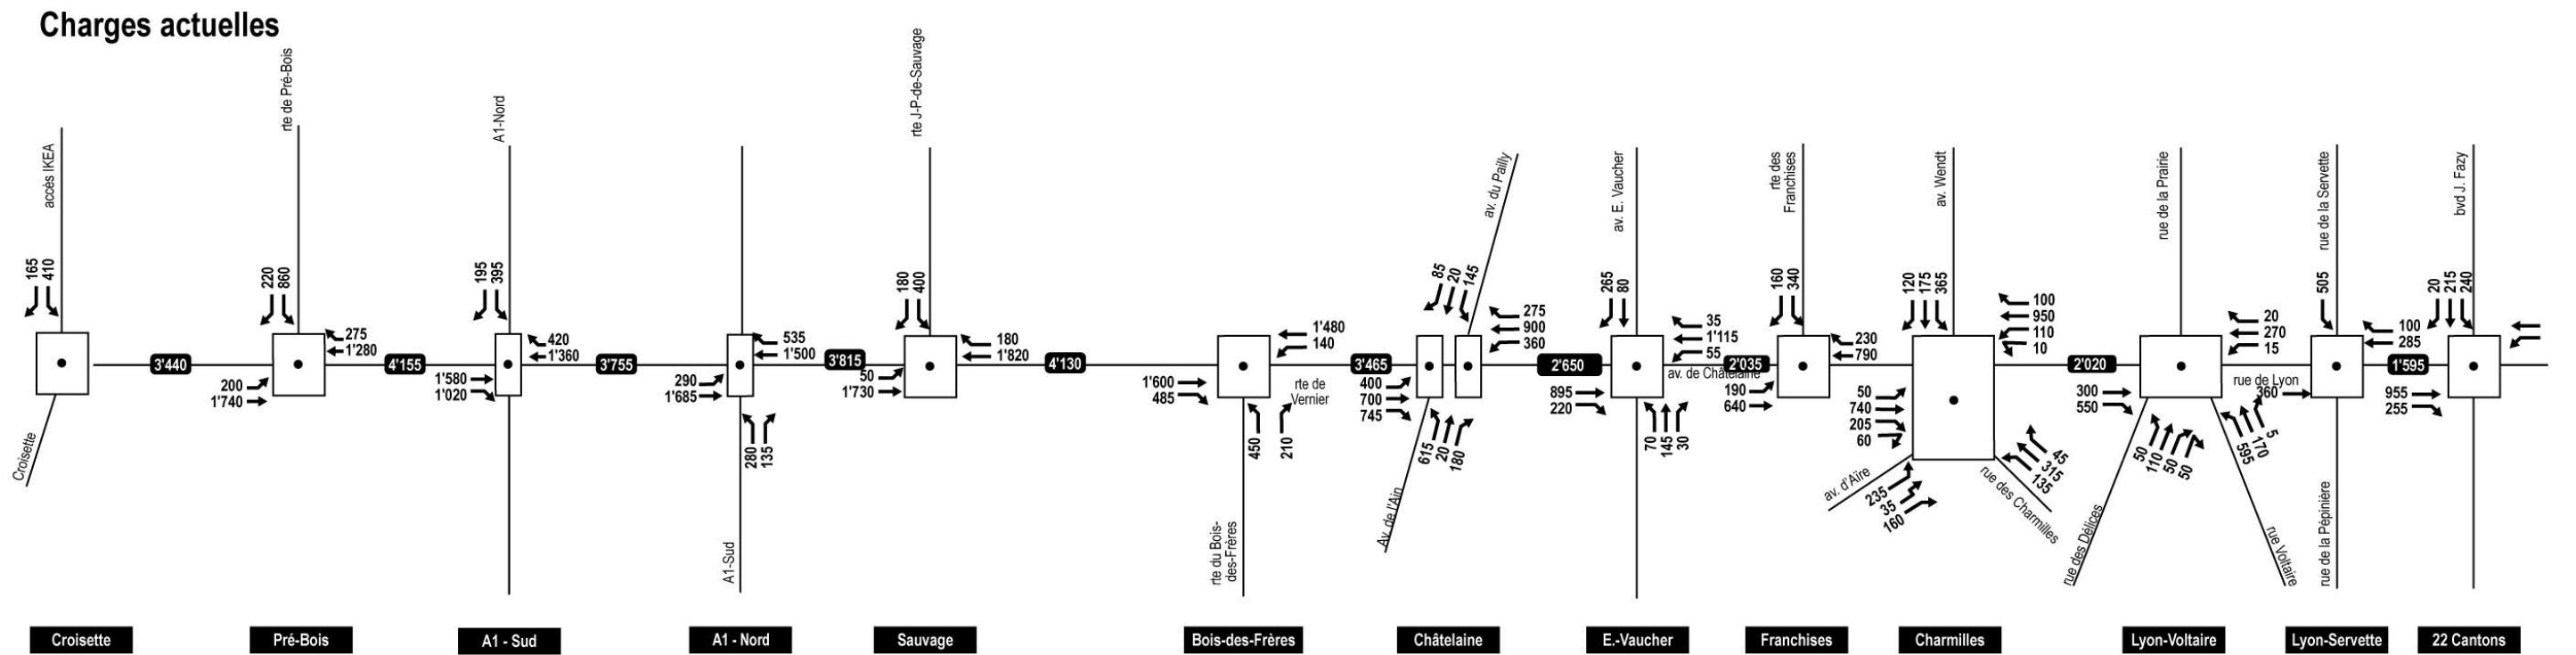 Charges actuelles
accès IKEA
165
410
Croisette
3'440
rte de Pré-Bois
220
860
275
1'280
200
1'740
4'155
A1-Nord
195
395
420
1'360
1'580
1'020
3'755
535
1'500
290
1'685
280
135
A1-Sud
3'815
rte J-P-de-Sauvage
180
400
180
1'820
50
1'730
4'130
1'480
140
1'600
485
450
210
rte du Bois-
des-Frères
rte de
Vernier
3'465
av. du Pailly
85
20
145
275
900
360
400
700
745
615
20
180
Av. de l'Ain
2'650
av. E. Vaucher
265
80
35
1'115
55
895
220
70
145
30
av. de Châtelaine
2'035
rte des
Franchises
160
340
230
790
190
640
av. Wendt
120
175
365
100
950
110
10
50
740
205
60
av. d'Aïre
235
35
160
45
315
135
rue des Charmilles
2'020
rue de la Prairie
20
270
15
300
550
50
110
50
50
5
170
595
rue des Délices
rue Voltaire
rue de Lyon
rue de la Servette
505
100
285
360
rue de la Pépinière
1'595
bvd J. Fazy
20
215
240
955
255
Croisette
Pré-Bois
A1 - Sud
A1 - Nord
Sauvage
Bois-des-Frères
Châtelaine
E.-Vaucher
Franchises
Charmilles
Lyon-Voltaire
Lyon-Servette
22 Cantons